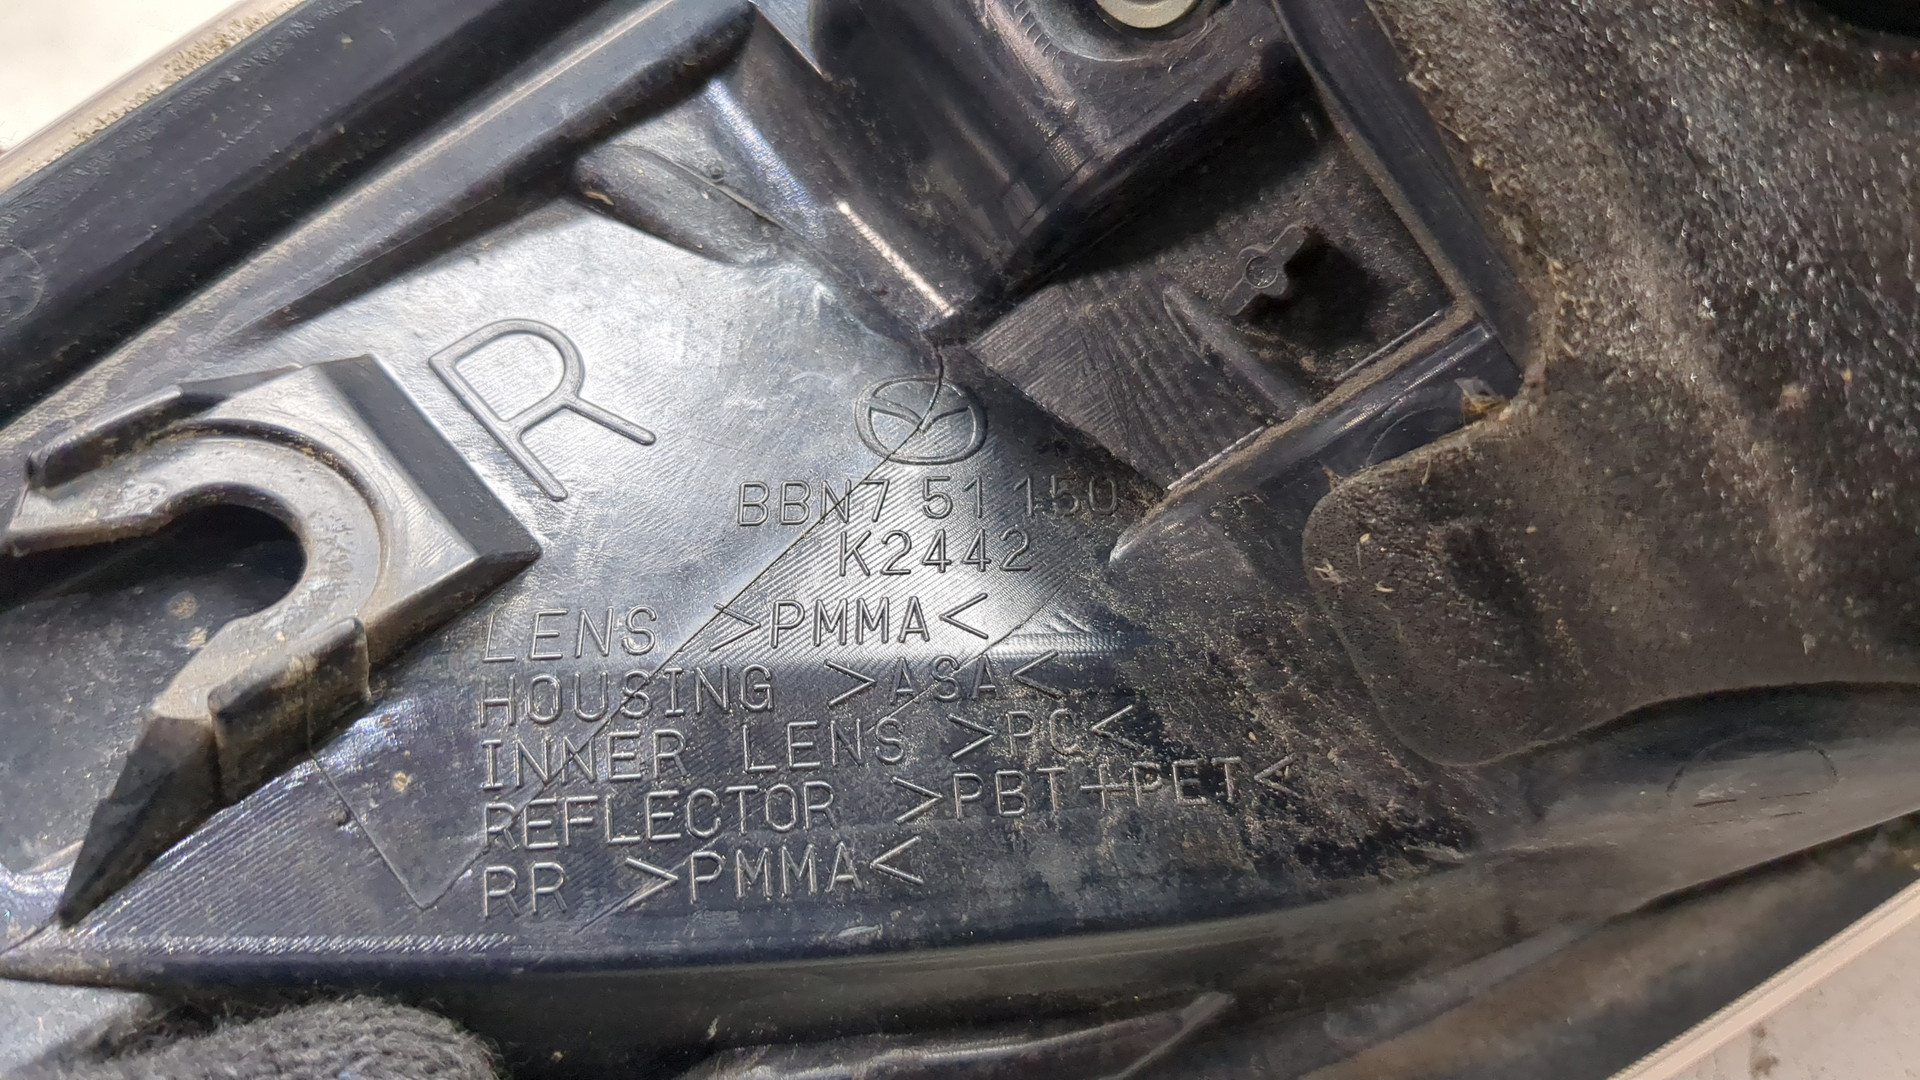 R
BBN7 51 150
K2442
LENS >PMMA<
HOUSING >ASA<
INNER LENS >PC<
REFLECTOR >PBT+PET<
RR >PMMA<